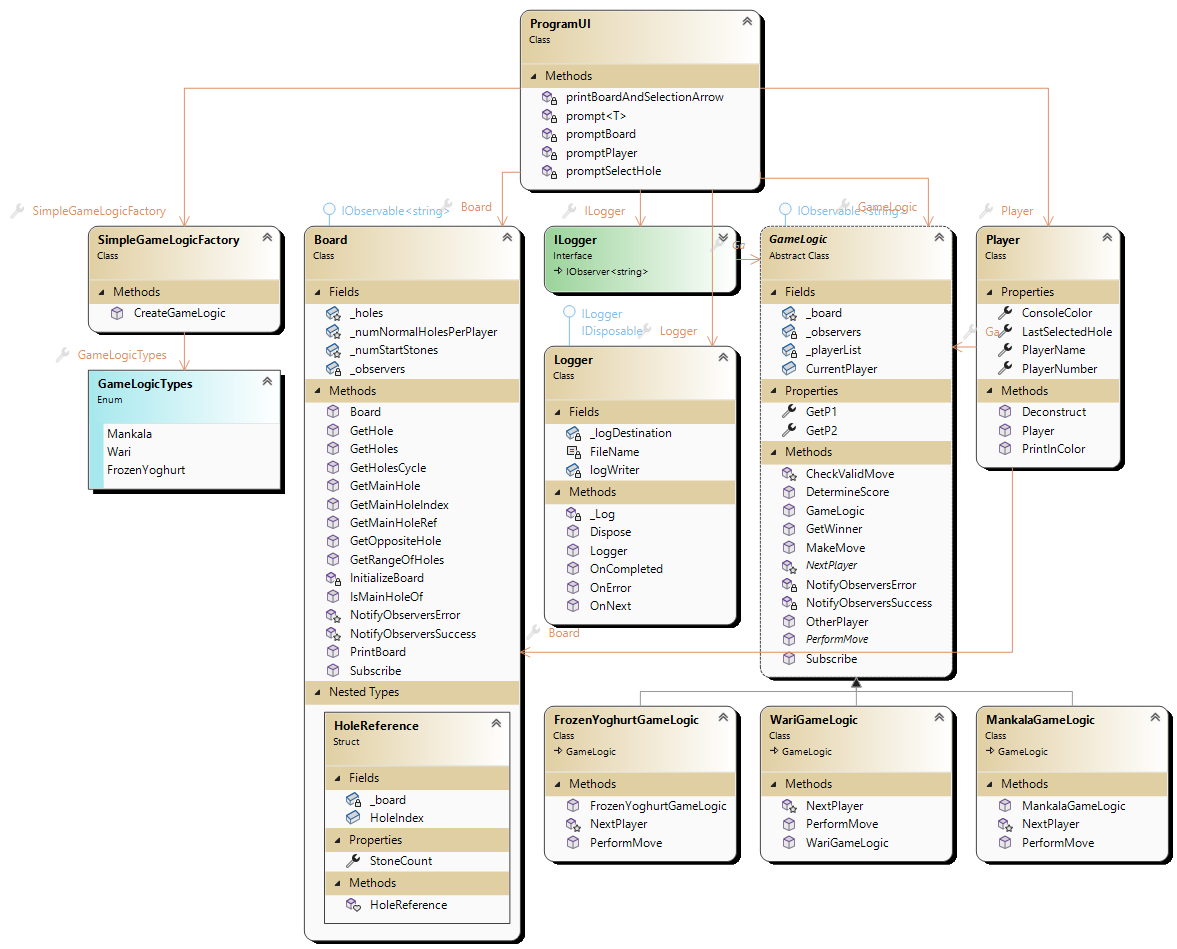 ProgramUI
Class
Methods
printBoardAndSelectionArrow
prompt<T>
promptBoard
promptPlayer
promptSelectHole
SimpleGameLogicFactory
IObservable<string>
Board
ILogger
IObservable<string>
GameLogic
Player
SimpleGameLogicFactory
Class
Methods
CreateGameLogic
GameLogicTypes
GameLogicTypes
Enum
Mankala
Wari
FrozenYoghurt
Board
Class
Fields
_holes
_numNormalHolesPerPlayer
_numStartStones
_observers
Methods
Board
GetHole
GetHoles
GetHolesCycle
GetMainHole
GetMainHoleIndex
GetMainHoleRef
GetOppositeHole
GetRangeOfHoles
InitializeBoard
IsMainHoleOf
NotifyObserversError
NotifyObserversSuccess
PrintBoard
Subscribe
Nested Types
HoleReference
Struct
Fields
_board
HoleIndex
Properties
StoneCount
Methods
HoleReference
ILogger
Interface
IObserver<string>
Ga
ILogger
IDisposable
Logger
Logger
Class
Fields
_logDestination
FileName
logWriter
Methods
_Log
Dispose
Logger
OnCompleted
OnError
OnNext
Board
GameLogic
Abstract Class
Fields
_board
_observers
_playerList
CurrentPlayer
Properties
GetP1
GetP2
Methods
CheckValidMove
DetermineScore
GameLogic
GetWinner
MakeMove
NextPlayer
NotifyObserversError
NotifyObserversSuccess
OtherPlayer
PerformMove
Subscribe
Ga
Player
Class
Properties
ConsoleColor
LastSelectedHole
PlayerName
PlayerNumber
Methods
Deconstruct
Player
PrintInColor
FrozenYoghurtGameLogic
Class
GameLogic
Methods
FrozenYoghurtGameLogic
NextPlayer
PerformMove
WariGameLogic
Class
GameLogic
Methods
NextPlayer
PerformMove
WariGameLogic
MankalaGameLogic
Class
GameLogic
Methods
MankalaGameLogic
NextPlayer
PerformMove